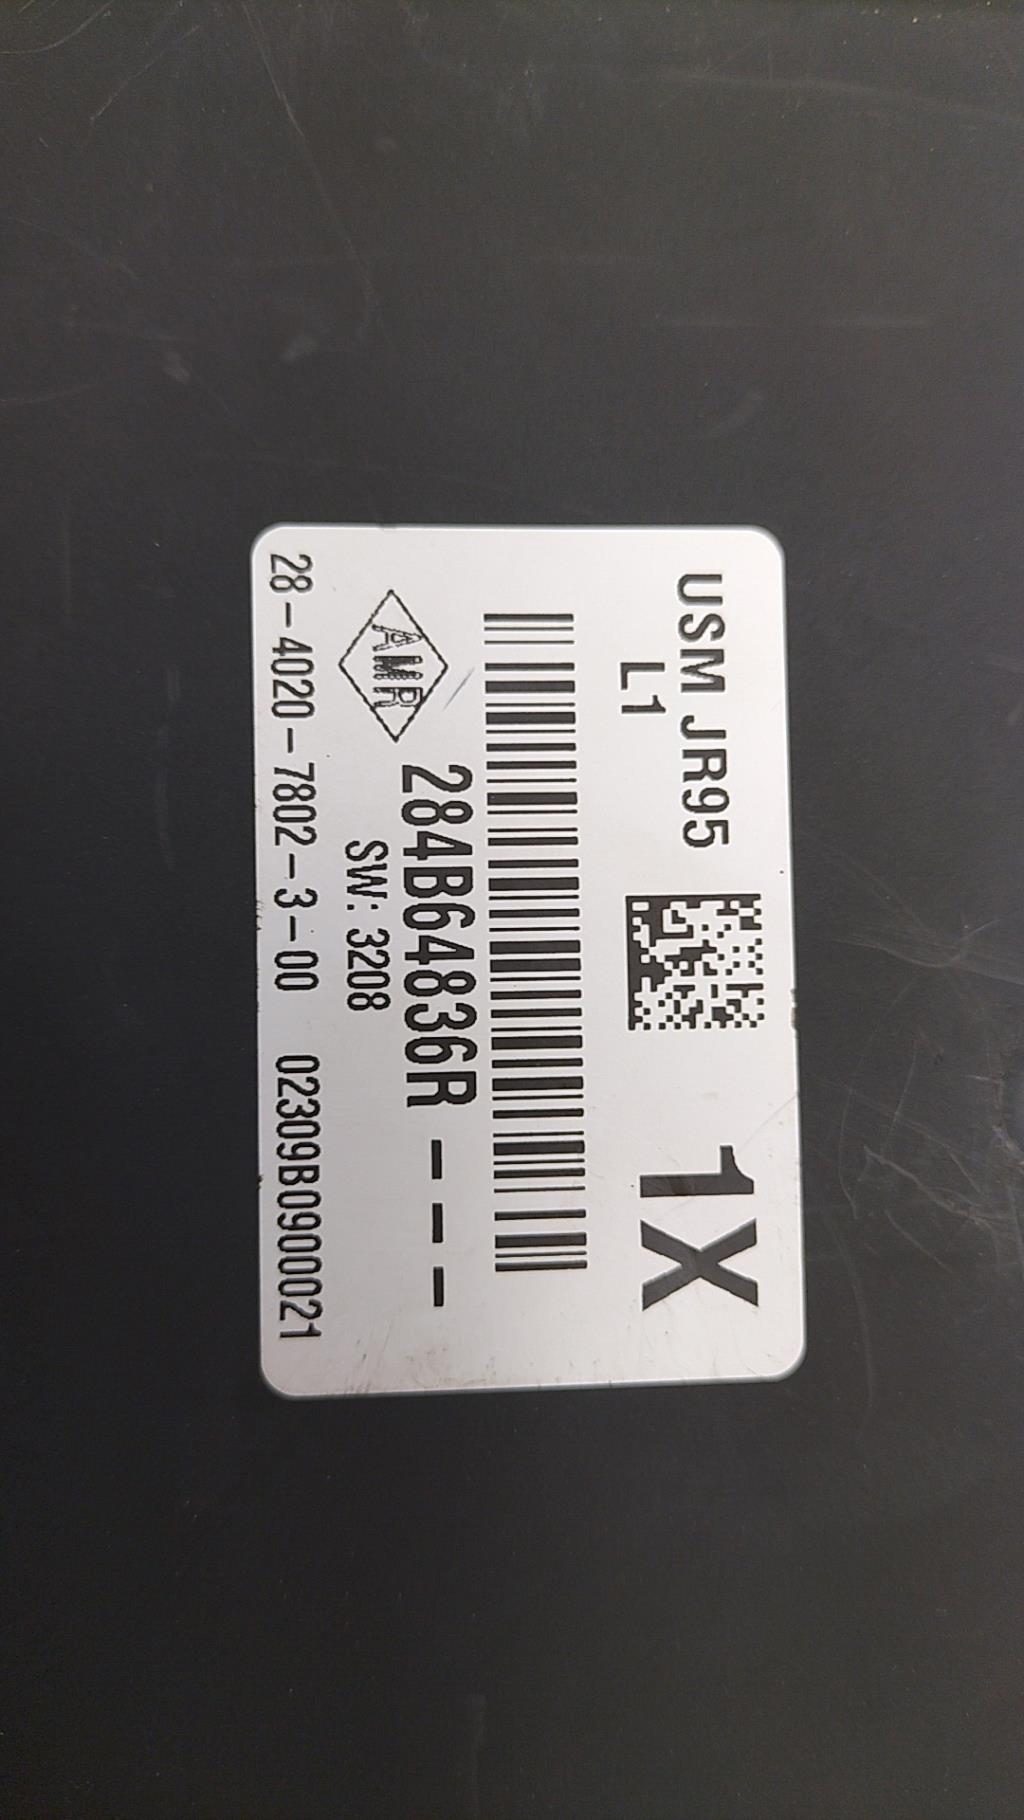 USM JR95
L1
1X
284B64836R---
AMR
SW: 3208
28-4020-7802-3-00 02309B0900021